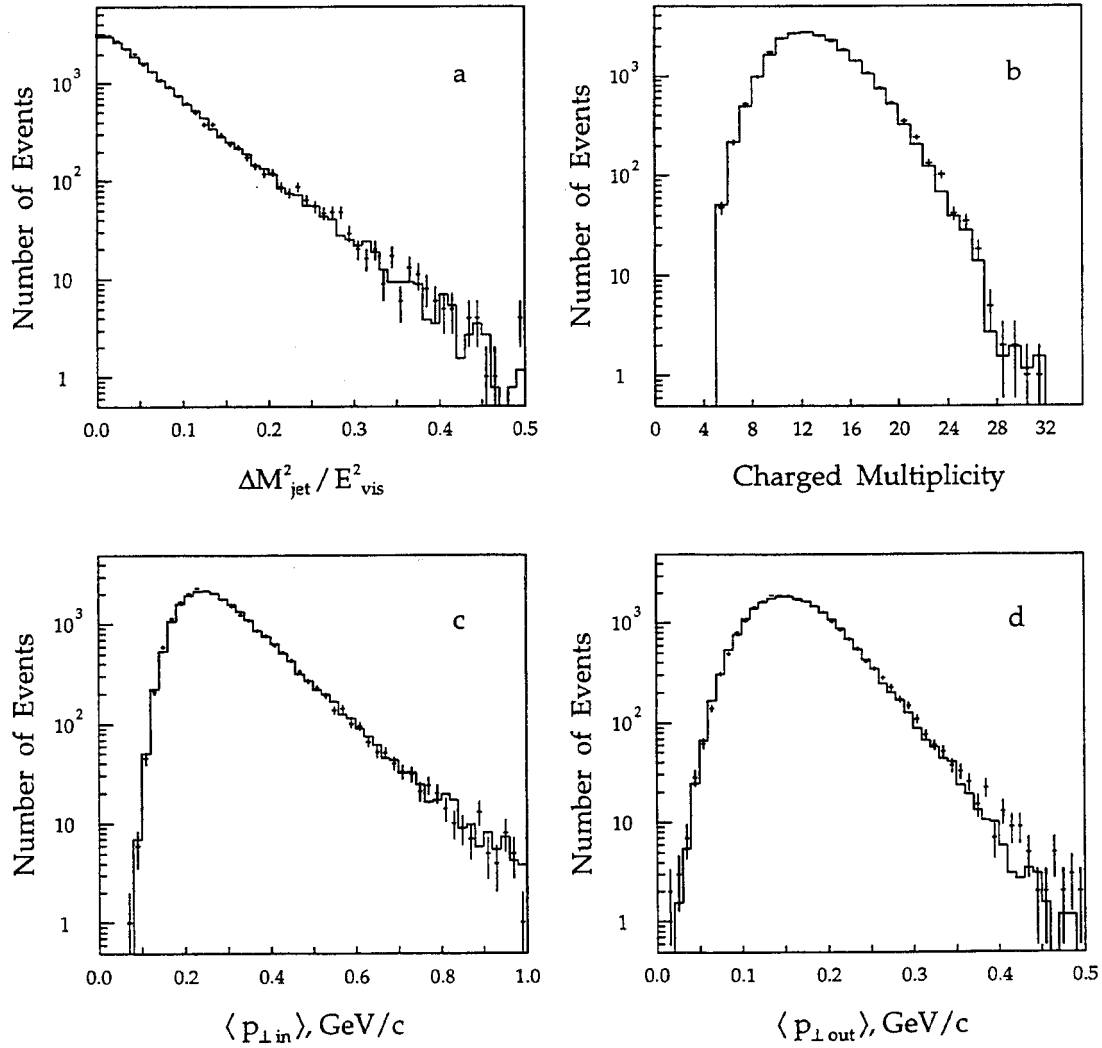 Number of Events
10³
10²
10
1
a
0.0 0.1 0.2 0.3 0.4 0.5
ΔM²jet / E²vis
Number of Events
10³
10²
10
1
b
0 4 8 12 16 20 24 28 32
Charged Multiplicity
Number of Events
10³
10²
10
1
c
0.0 0.2 0.4 0.6 0.8 1.0
⟨ p⊥ in ⟩, GeV/c
Number of Events
10³
10²
10
1
d
0.0 0.1 0.2 0.3 0.4 0.5
⟨ p⊥ out ⟩, GeV/c